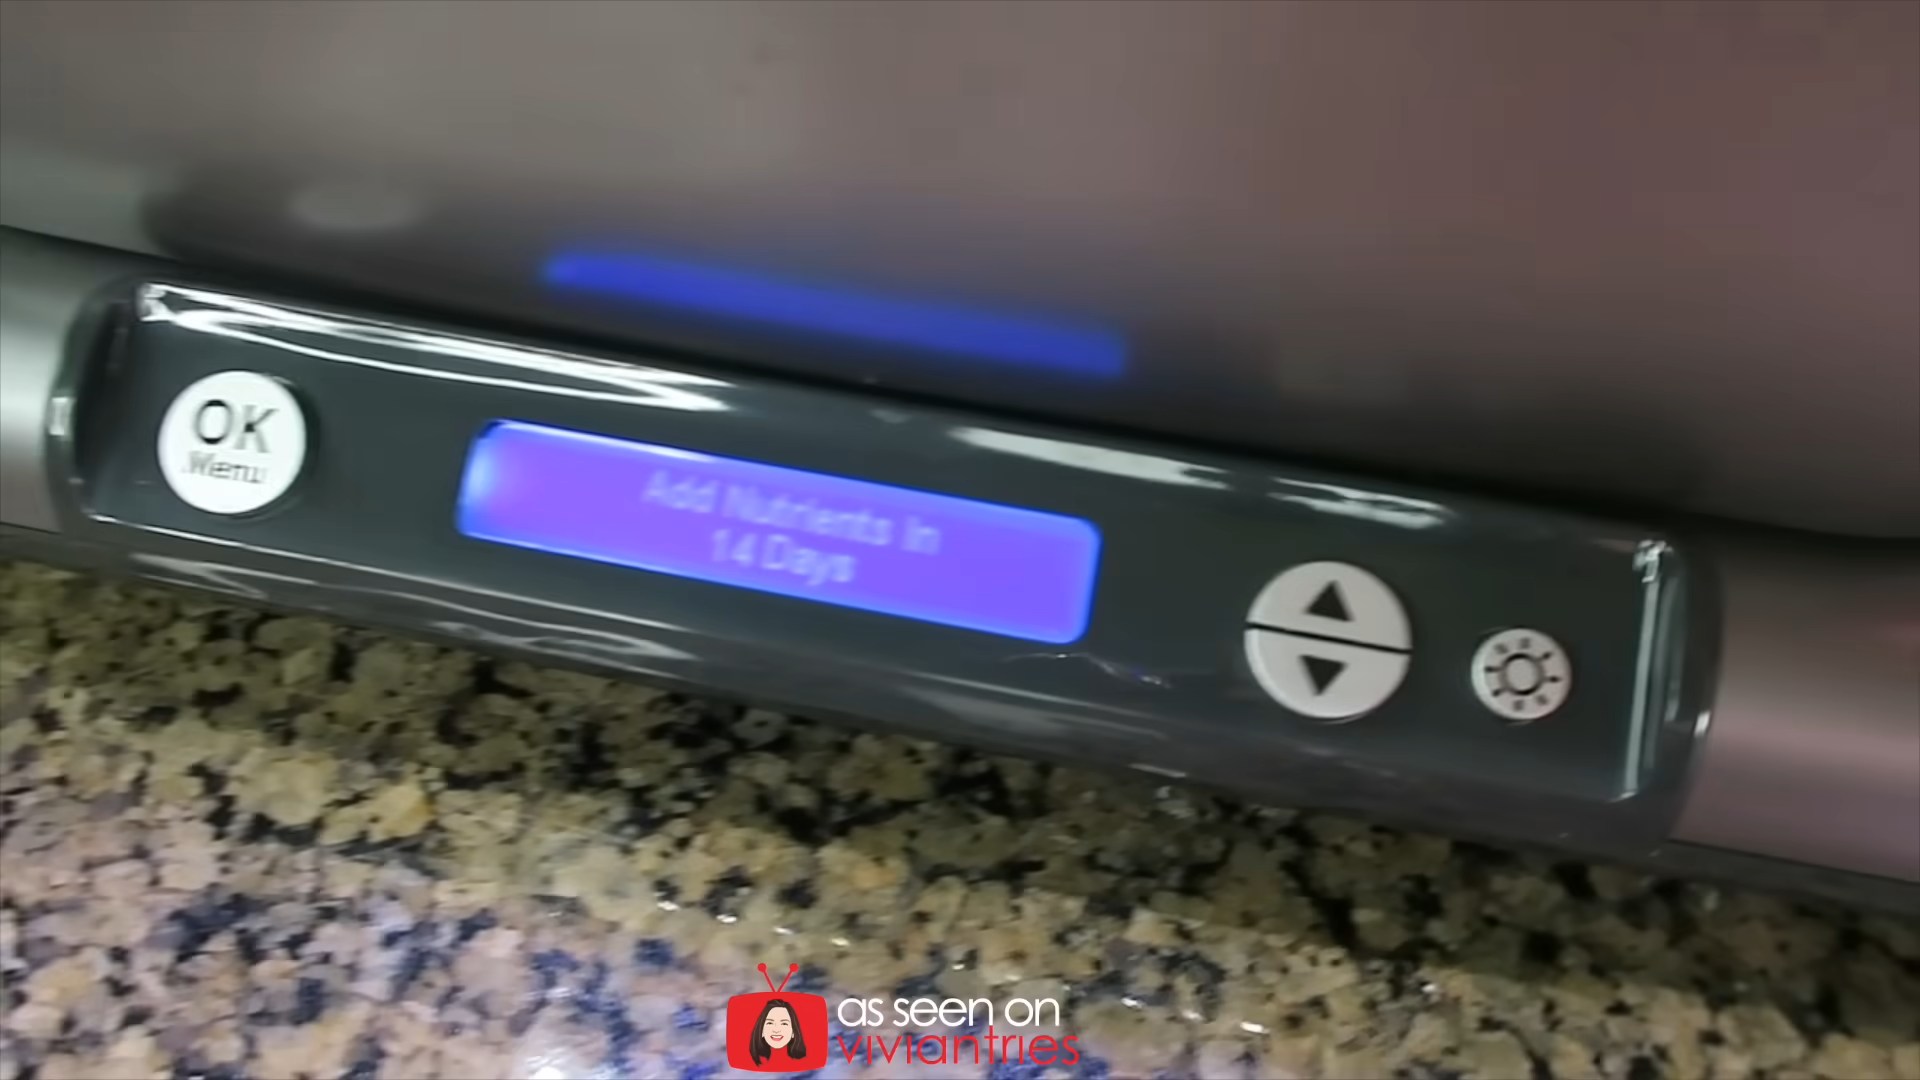 OK
Menu
Add Nutrients In
14 Days
as seen on
viviantries